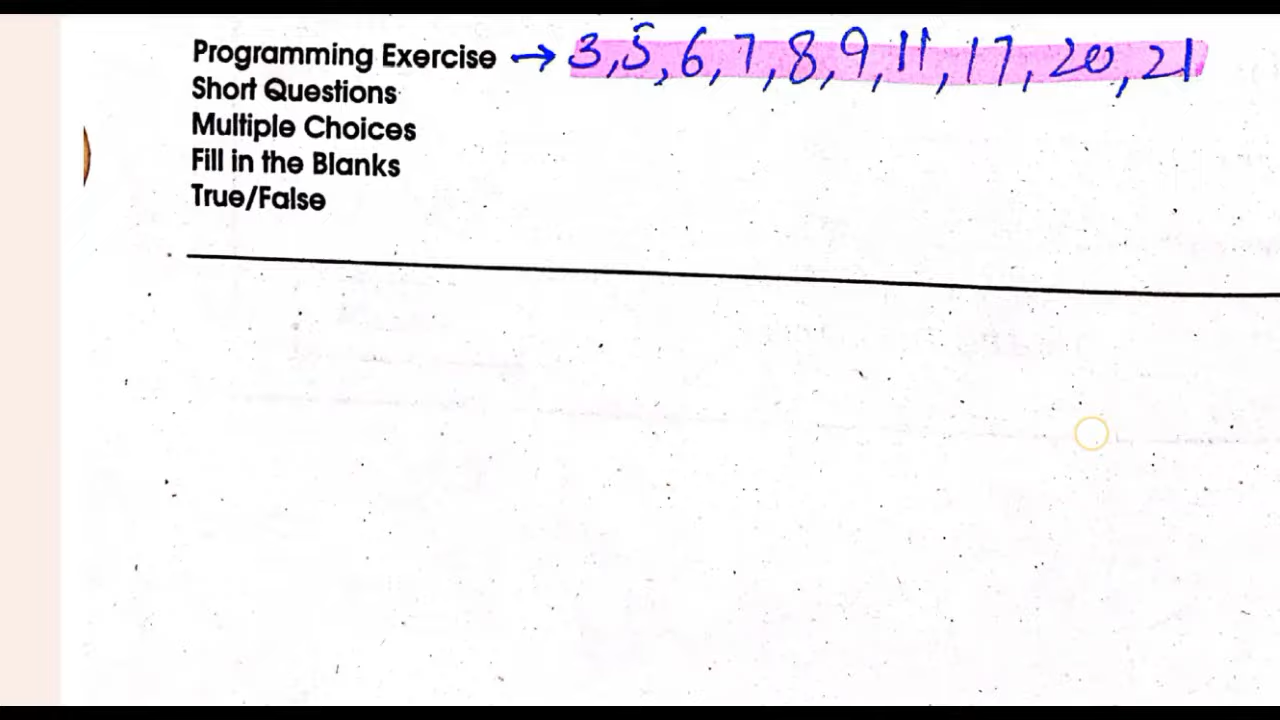 Programming Exercise → 3, 5, 6, 7, 8, 9, 11, 17, 20, 21
Short Questions
Multiple Choices
Fill in the Blanks
True/False